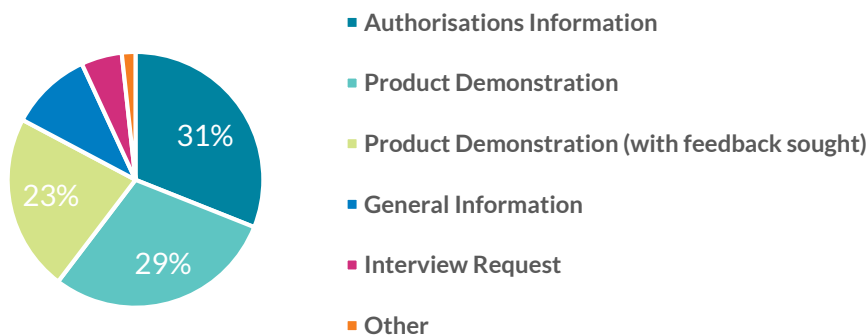 Authorisations Information
Product Demonstration
Product Demonstration (with feedback sought)
General Information
Interview Request
Other
31%
29%
23%